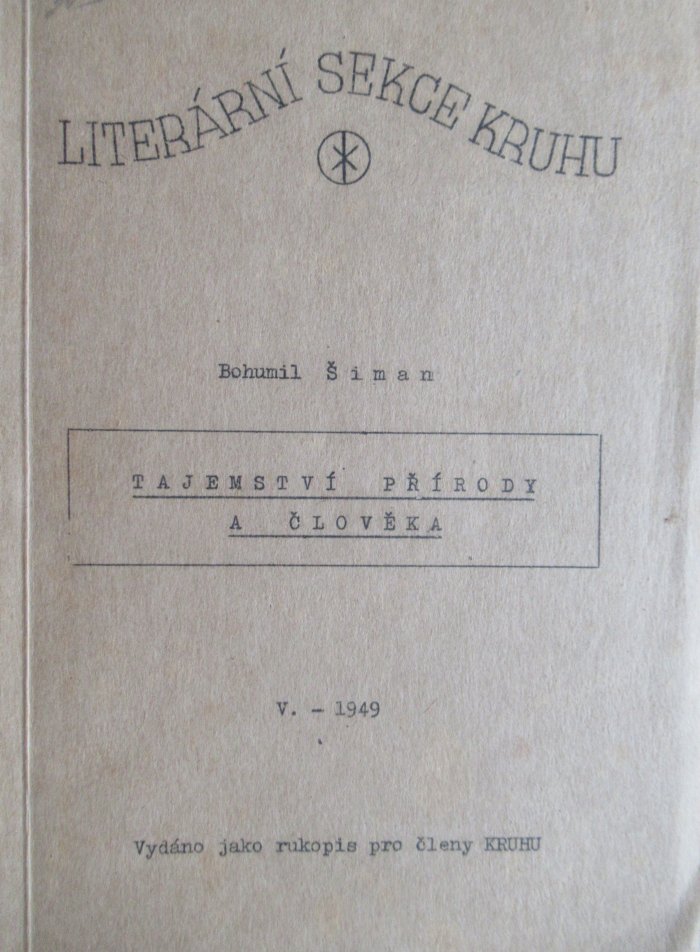 LITERÁRNÍ SEKCE KRUHU
Bohumil Šiman
TAJEMSTVÍ PŘÍRODY
A ČLOVĚKA
V. - 1949
Vydáno jako rukopis pro členy KRUHU